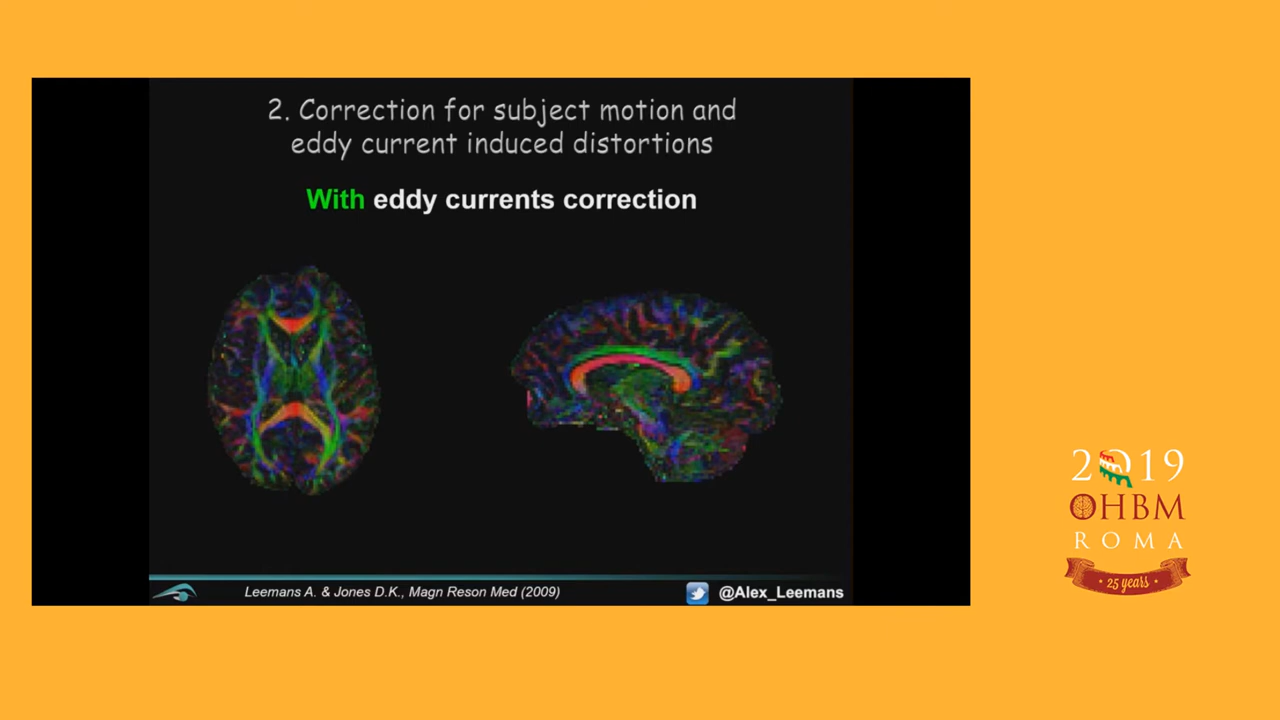 2. Correction for subject motion and
eddy current induced distortions
With eddy currents correction
Leemans A. & Jones D.K., Magn Reson Med (2009)
@Alex_Leemans
2019
OHBM
ROMA
• 25 years •